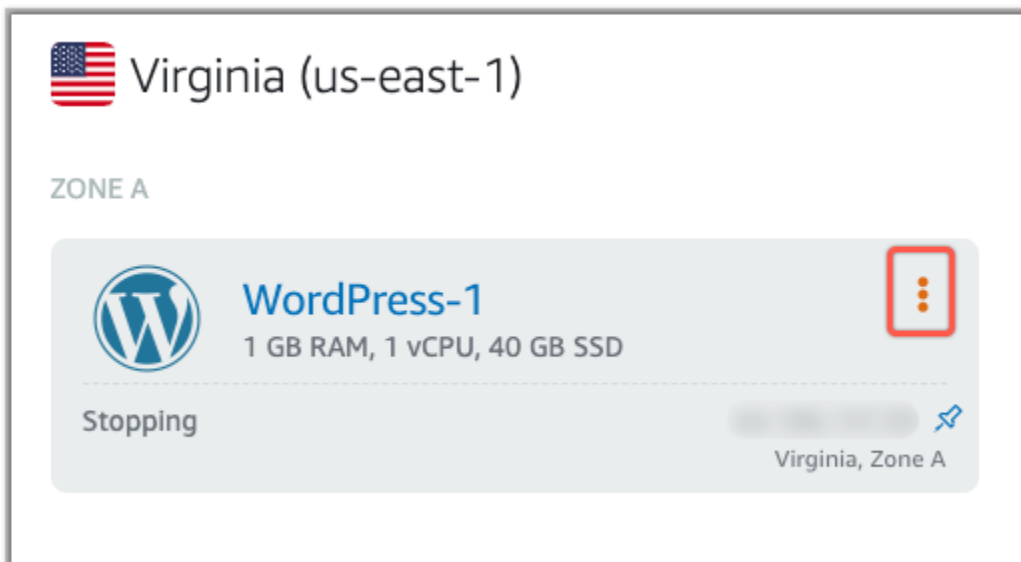 Virginia (us-east-1)
ZONE A
WordPress-1
1 GB RAM, 1 vCPU, 40 GB SSD
Stopping
Virginia, Zone A